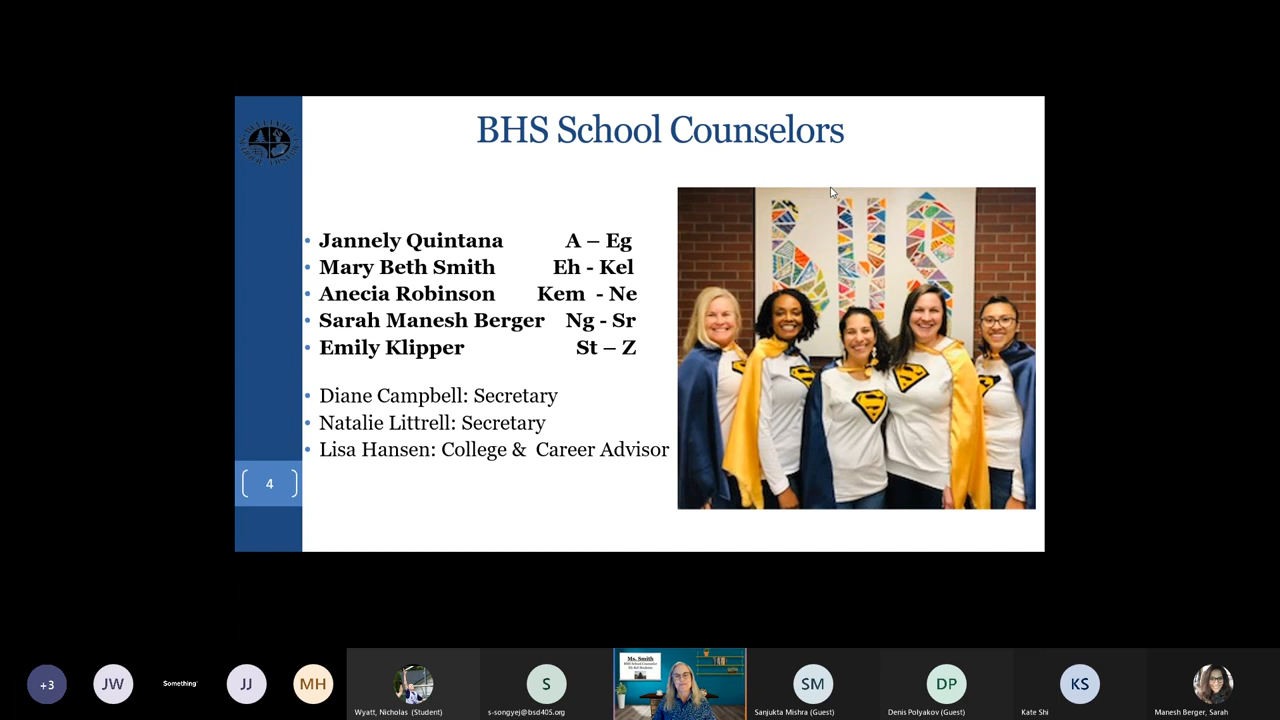 BHS School Counselors
BHS
Jannely Quintana A – Eg
Mary Beth Smith Eh - Kel
Anecia Robinson Kem - Ne
Sarah Manesh Berger Ng - Sr
Emily Klipper St – Z
Diane Campbell: Secretary
Natalie Littrell: Secretary
Lisa Hansen: College & Career Advisor
4
Ms. Smith
+3
JW
Something
JJ
MH
Wyatt, Nicholas (Student)
S
s-songyej@bsd405.org
SM
Sanjukta Mishra (Guest)
DP
Denis Polyakov (Guest)
KS
Kate Shi
Manesh Berger, Sarah